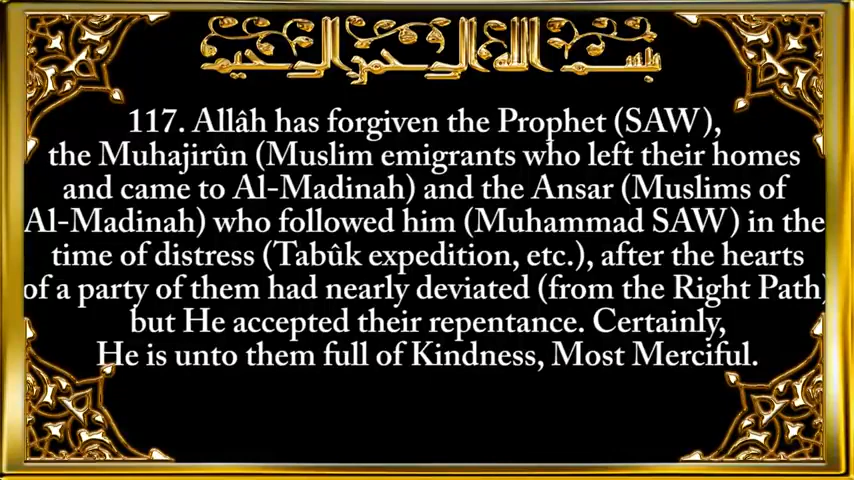 بسم الله الرحمن الرحيم
117. Allâh has forgiven the Prophet (SAW),
the Muhajirûn (Muslim emigrants who left their homes
and came to Al-Madinah) and the Ansar (Muslims of
Al-Madinah) who followed him (Muhammad SAW) in the
time of distress (Tabûk expedition, etc.), after the hearts
of a party of them had nearly deviated (from the Right Path)
but He accepted their repentance. Certainly,
He is unto them full of Kindness, Most Merciful.